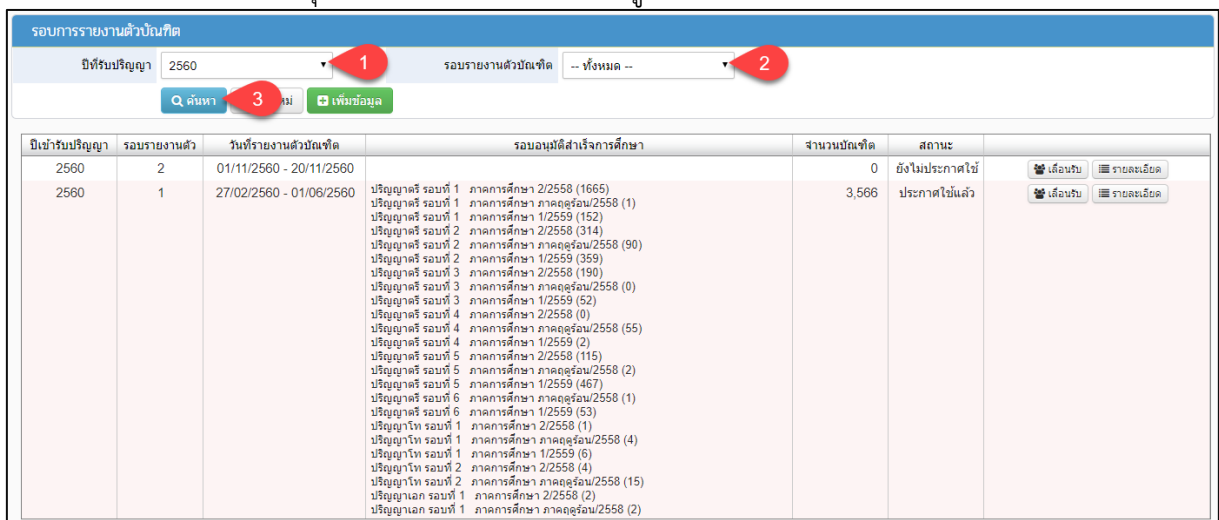 รอบการรายงานตัวบัณฑิต
ปีที่รับปริญญา 2560 1 รอบรายงานตัวบัณฑิต -- ทั้งหมด -- 2
ค้นหา 3 เพิ่มข้อมูล
ปีเข้ารับปริญญา รอบรายงานตัว วันที่รายงานตัวบัณฑิต รอบอนุมัติสำเร็จการศึกษา จำนวนบัณฑิต สถานะ
2560 2 01/11/2560 - 20/11/2560 0 ยังไม่ประกาศใช้ เลื่อนรับ รายละเอียด
2560 1 27/02/2560 - 01/06/2560 ปริญญาตรี รอบที่ 1 ภาคการศึกษา 2/2558 (1665) 3,566 ประกาศใช้แล้ว เลื่อนรับ รายละเอียด
ปริญญาตรี รอบที่ 1 ภาคการศึกษา ภาคฤดูร้อน/2558 (1)
ปริญญาตรี รอบที่ 1 ภาคการศึกษา 1/2559 (152)
ปริญญาตรี รอบที่ 2 ภาคการศึกษา 2/2558 (314)
ปริญญาตรี รอบที่ 2 ภาคการศึกษา ภาคฤดูร้อน/2558 (90)
ปริญญาตรี รอบที่ 2 ภาคการศึกษา 1/2559 (359)
ปริญญาตรี รอบที่ 3 ภาคการศึกษา 2/2558 (190)
ปริญญาตรี รอบที่ 3 ภาคการศึกษา ภาคฤดูร้อน/2558 (0)
ปริญญาตรี รอบที่ 3 ภาคการศึกษา 1/2559 (52)
ปริญญาตรี รอบที่ 4 ภาคการศึกษา 2/2558 (0)
ปริญญาตรี รอบที่ 4 ภาคการศึกษา ภาคฤดูร้อน/2558 (55)
ปริญญาตรี รอบที่ 4 ภาคการศึกษา 1/2559 (2)
ปริญญาตรี รอบที่ 5 ภาคการศึกษา 2/2558 (115)
ปริญญาตรี รอบที่ 5 ภาคการศึกษา ภาคฤดูร้อน/2558 (2)
ปริญญาตรี รอบที่ 5 ภาคการศึกษา 1/2559 (467)
ปริญญาตรี รอบที่ 6 ภาคการศึกษา ภาคฤดูร้อน/2558 (1)
ปริญญาตรี รอบที่ 6 ภาคการศึกษา 1/2559 (53)
ปริญญาโท รอบที่ 1 ภาคการศึกษา 2/2558 (1)
ปริญญาโท รอบที่ 1 ภาคการศึกษา ภาคฤดูร้อน/2558 (4)
ปริญญาโท รอบที่ 1 ภาคการศึกษา 1/2559 (6)
ปริญญาโท รอบที่ 2 ภาคการศึกษา 2/2558 (4)
ปริญญาโท รอบที่ 2 ภาคการศึกษา ภาคฤดูร้อน/2558 (15)
ปริญญาเอก รอบที่ 1 ภาคการศึกษา 2/2558 (2)
ปริญญาเอก รอบที่ 1 ภาคการศึกษา ภาคฤดูร้อน/2558 (2)